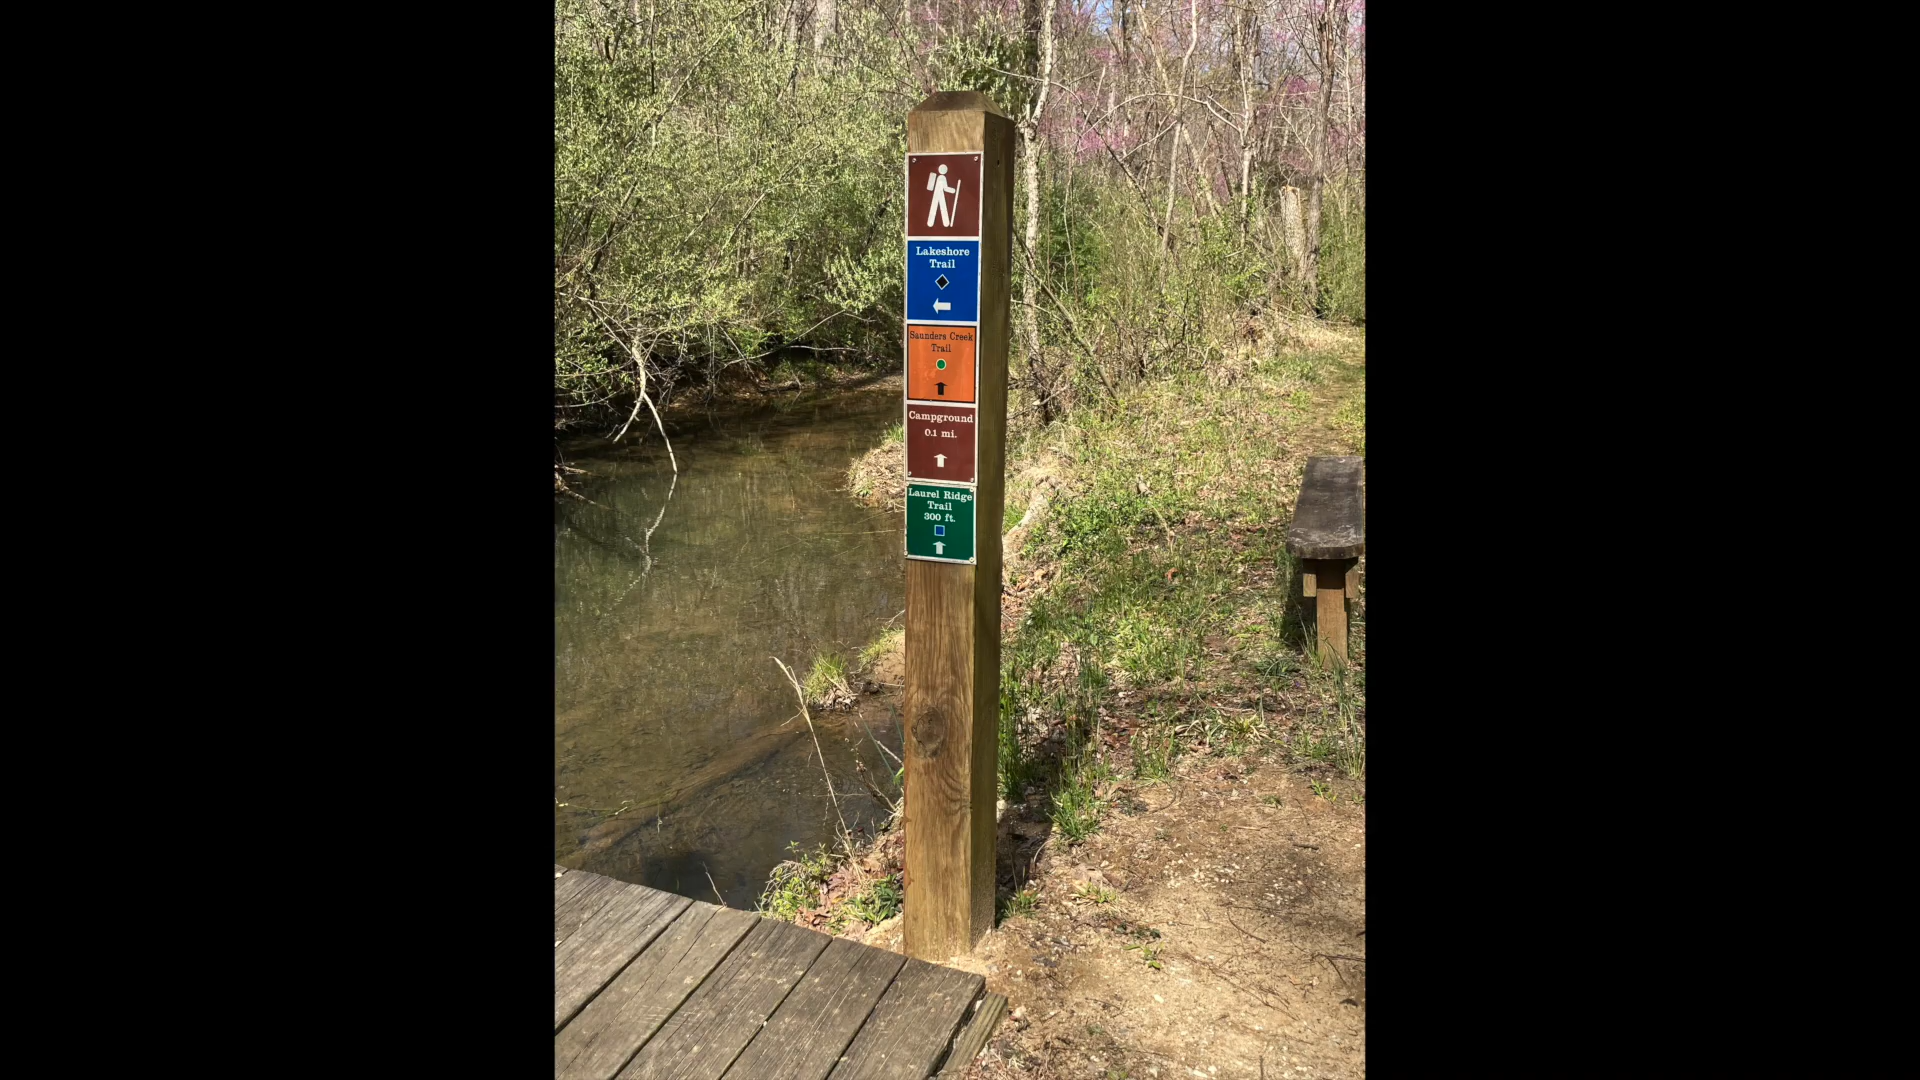 Lakeshore
Trail
Saunders Creek
Trail
Campground
0.1 mi.
Laurel Ridge
Trail
300 ft.